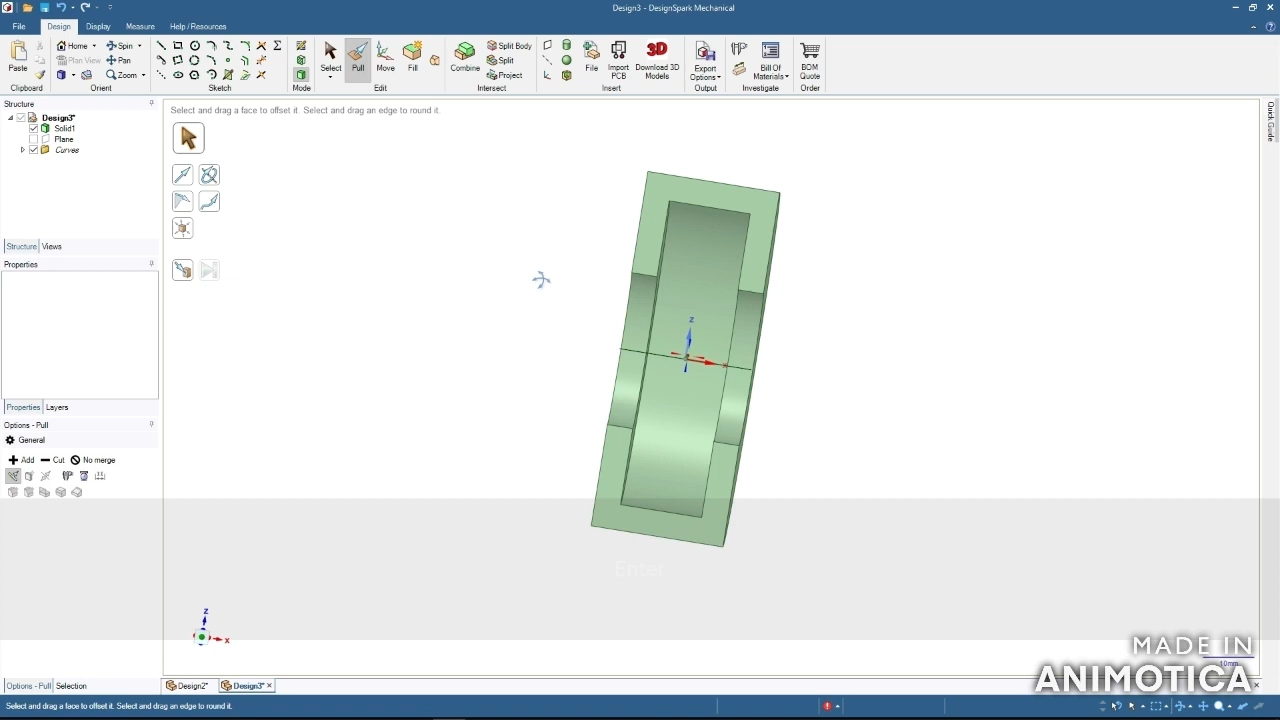 Design3* - DesignSpark Mechanical
File Design Display Measure Help / Resources
Home Spin Split Body
Paste Plan View Pan Select Pull Move Fill Combine Split File Import PCB Download 3D Models Export Options Bill Of Materials BOM Quote
Zoom Project
3D
Clipboard Orient Sketch Mode Edit Intersect Insert Output Investigate Order
Structure
Select and drag a face to offset it. Select and drag an edge to round it.
Quick Guide
Design3*
Solid1
Plane
Curves
Structure Views
Properties
z
x
Properties Layers
Options - Pull
General
Add Cut No merge
Enter
z
x
MADE IN
10mm
ANIMOTICA
Options - Pull Selection Design2* Design3*
Select and drag a face to offset it. Select and drag an edge to round it.